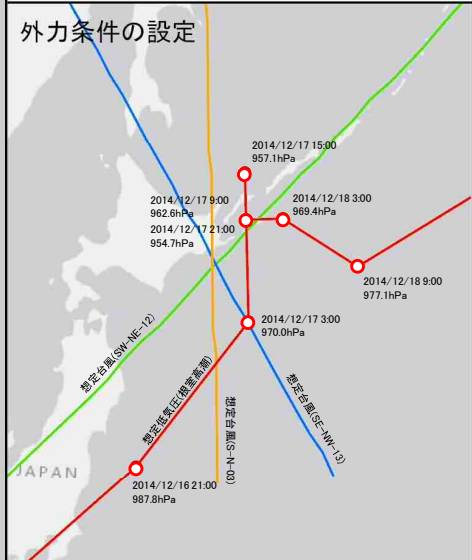 外力条件の設定
2014/12/17 15:00
957.1hPa
2014/12/17 9:00
962.6hPa
2014/12/17 21:00
954.7hPa
2014/12/18 3:00
969.4hPa
2014/12/18 9:00
977.1hPa
2014/12/17 3:00
970.0hPa
想定台風(SW-NE-12)
想定低気圧(根室高潮)
想定台風(S-N-03)
想定台風(SE-NW-13)
JAPAN
2014/12/16 21:00
987.8hPa